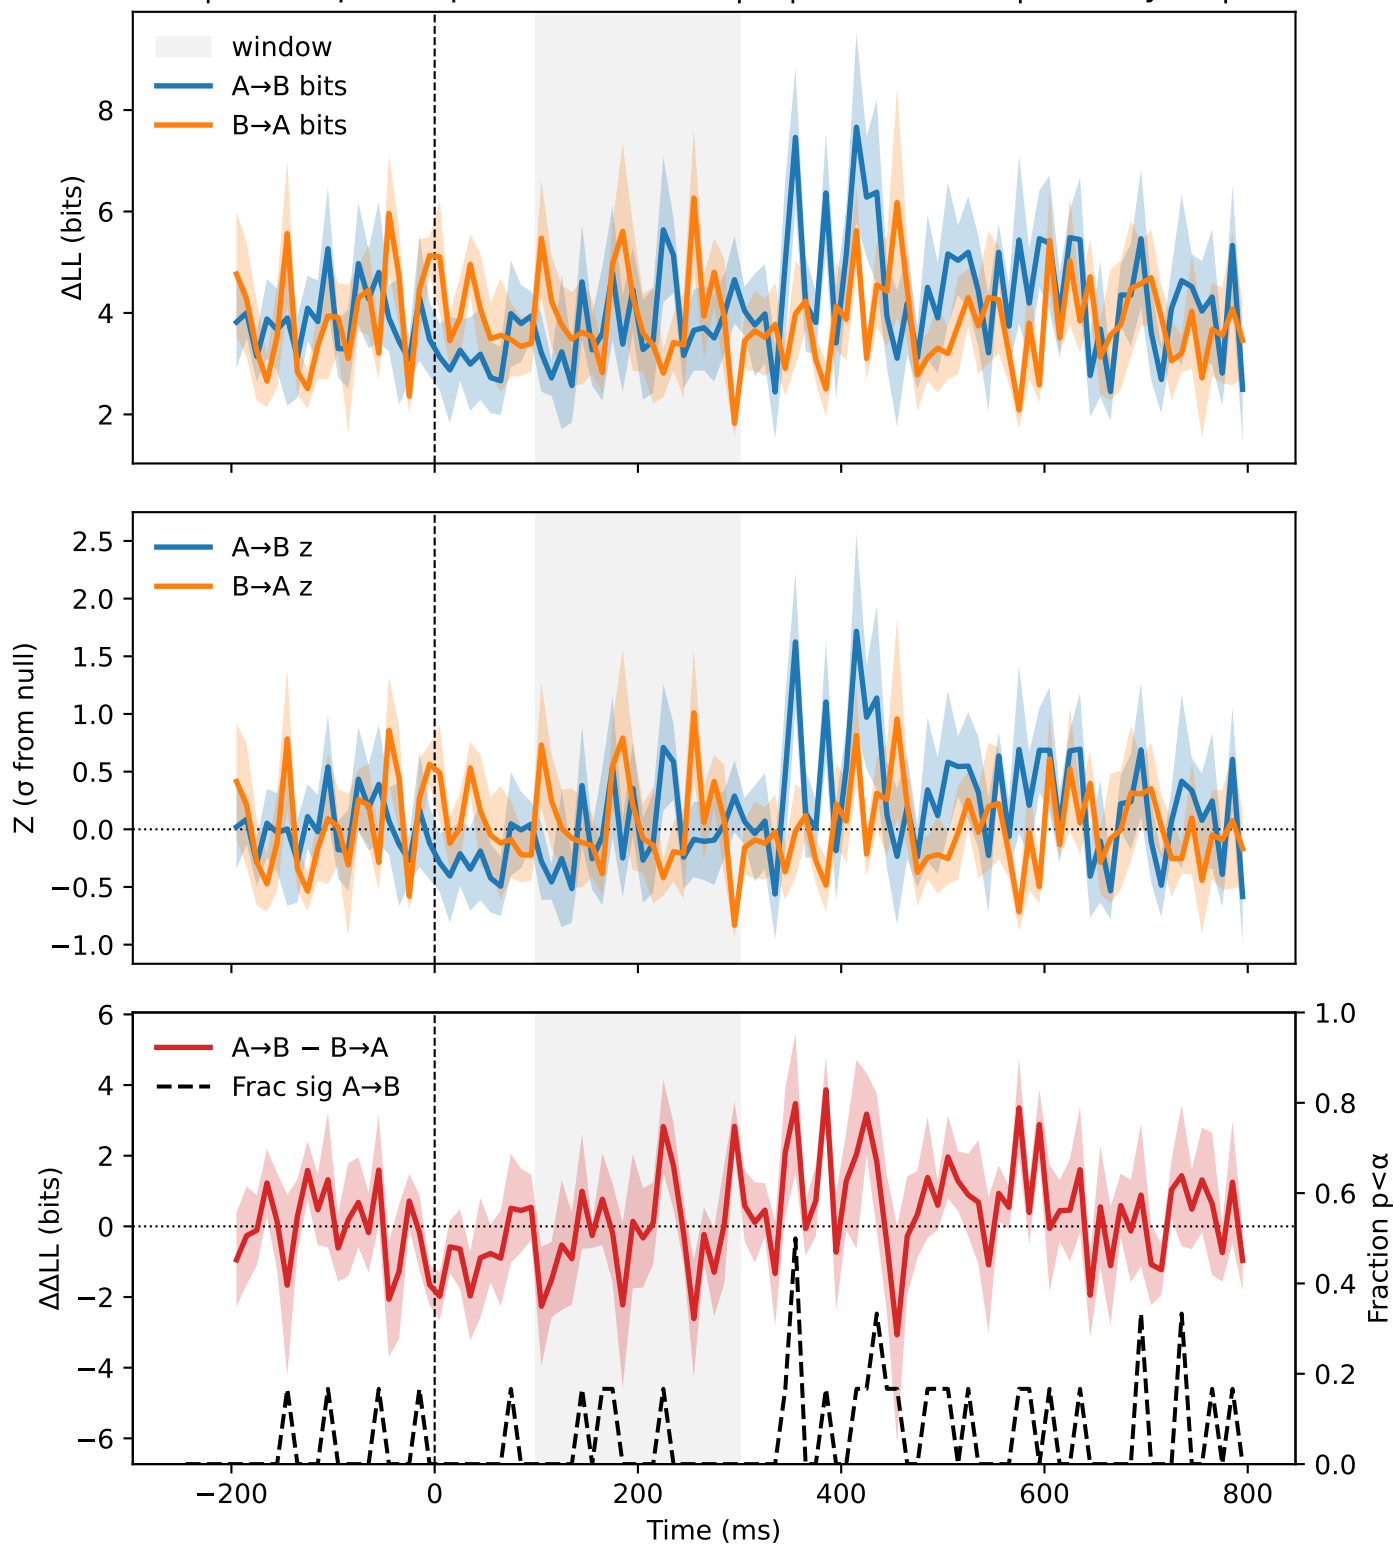 window
A→B bits
B→A bits
ΔLL (bits)
8
6
4
2
A→B z
B→A z
Z (σ from null)
2.5
2.0
1.5
1.0
0.5
0.0
−0.5
−1.0
A→B − B→A
Frac sig A→B
ΔΔLL (bits)
6
4
2
0
−2
−4
−6
1.0
0.8
0.6
0.4
0.2
0.0
Fraction p<α
−200 0 200 400 600 800
Time (ms)